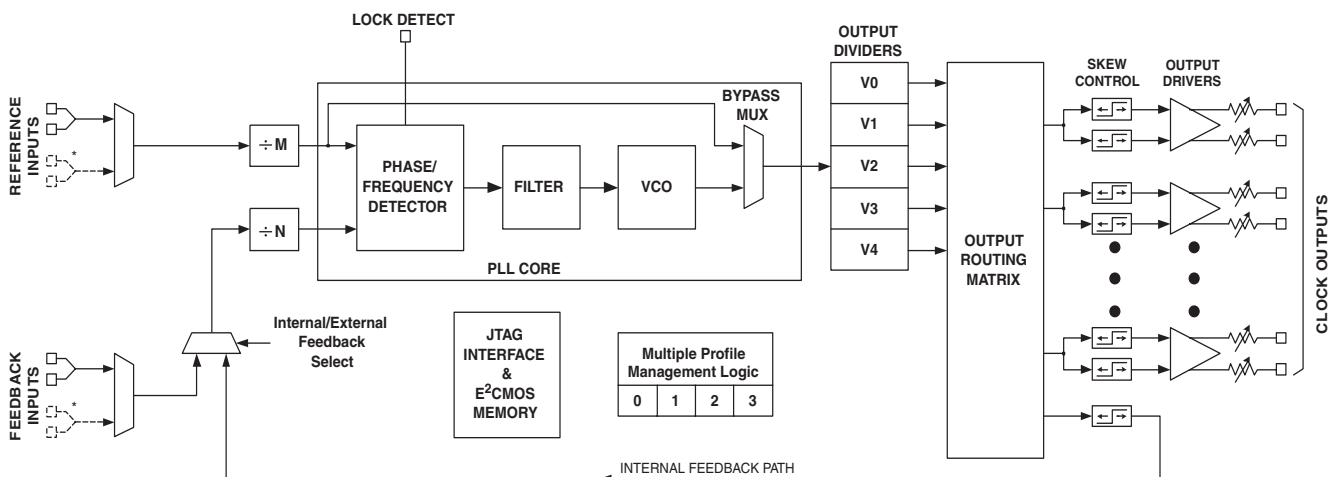 LOCK DETECT
OUTPUT
DIVIDERS
V0
V1
V2
V3
V4
SKEW
CONTROL
OUTPUT
DRIVERS
BYPASS
MUX
REFERENCE
INPUTS
*
÷M
PHASE/
FREQUENCY
DETECTOR
FILTER
VCO
÷N
PLL CORE
OUTPUT
ROUTING
MATRIX
CLOCK OUTPUTS
Internal/External
Feedback
Select
JTAG
INTERFACE
&
E²CMOS
MEMORY
Multiple Profile
Management Logic
0 1 2 3
FEEDBACK
INPUTS
*
INTERNAL FEEDBACK PATH